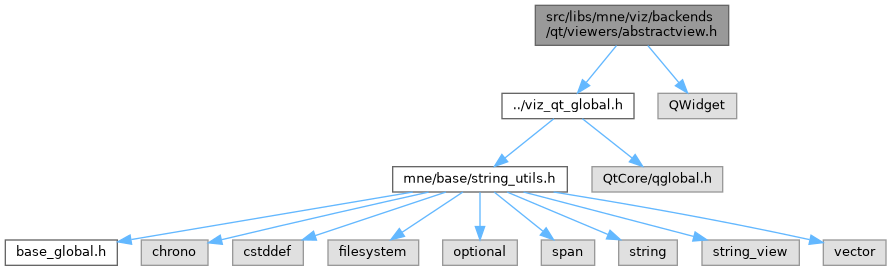 src/libs/mne/viz/backends
/qt/viewers/abstractview.h
../viz_qt_global.h
QWidget
mne/base/string_utils.h
QtCore/qglobal.h
base_global.h
chrono
cstddef
filesystem
optional
span
string
string_view
vector